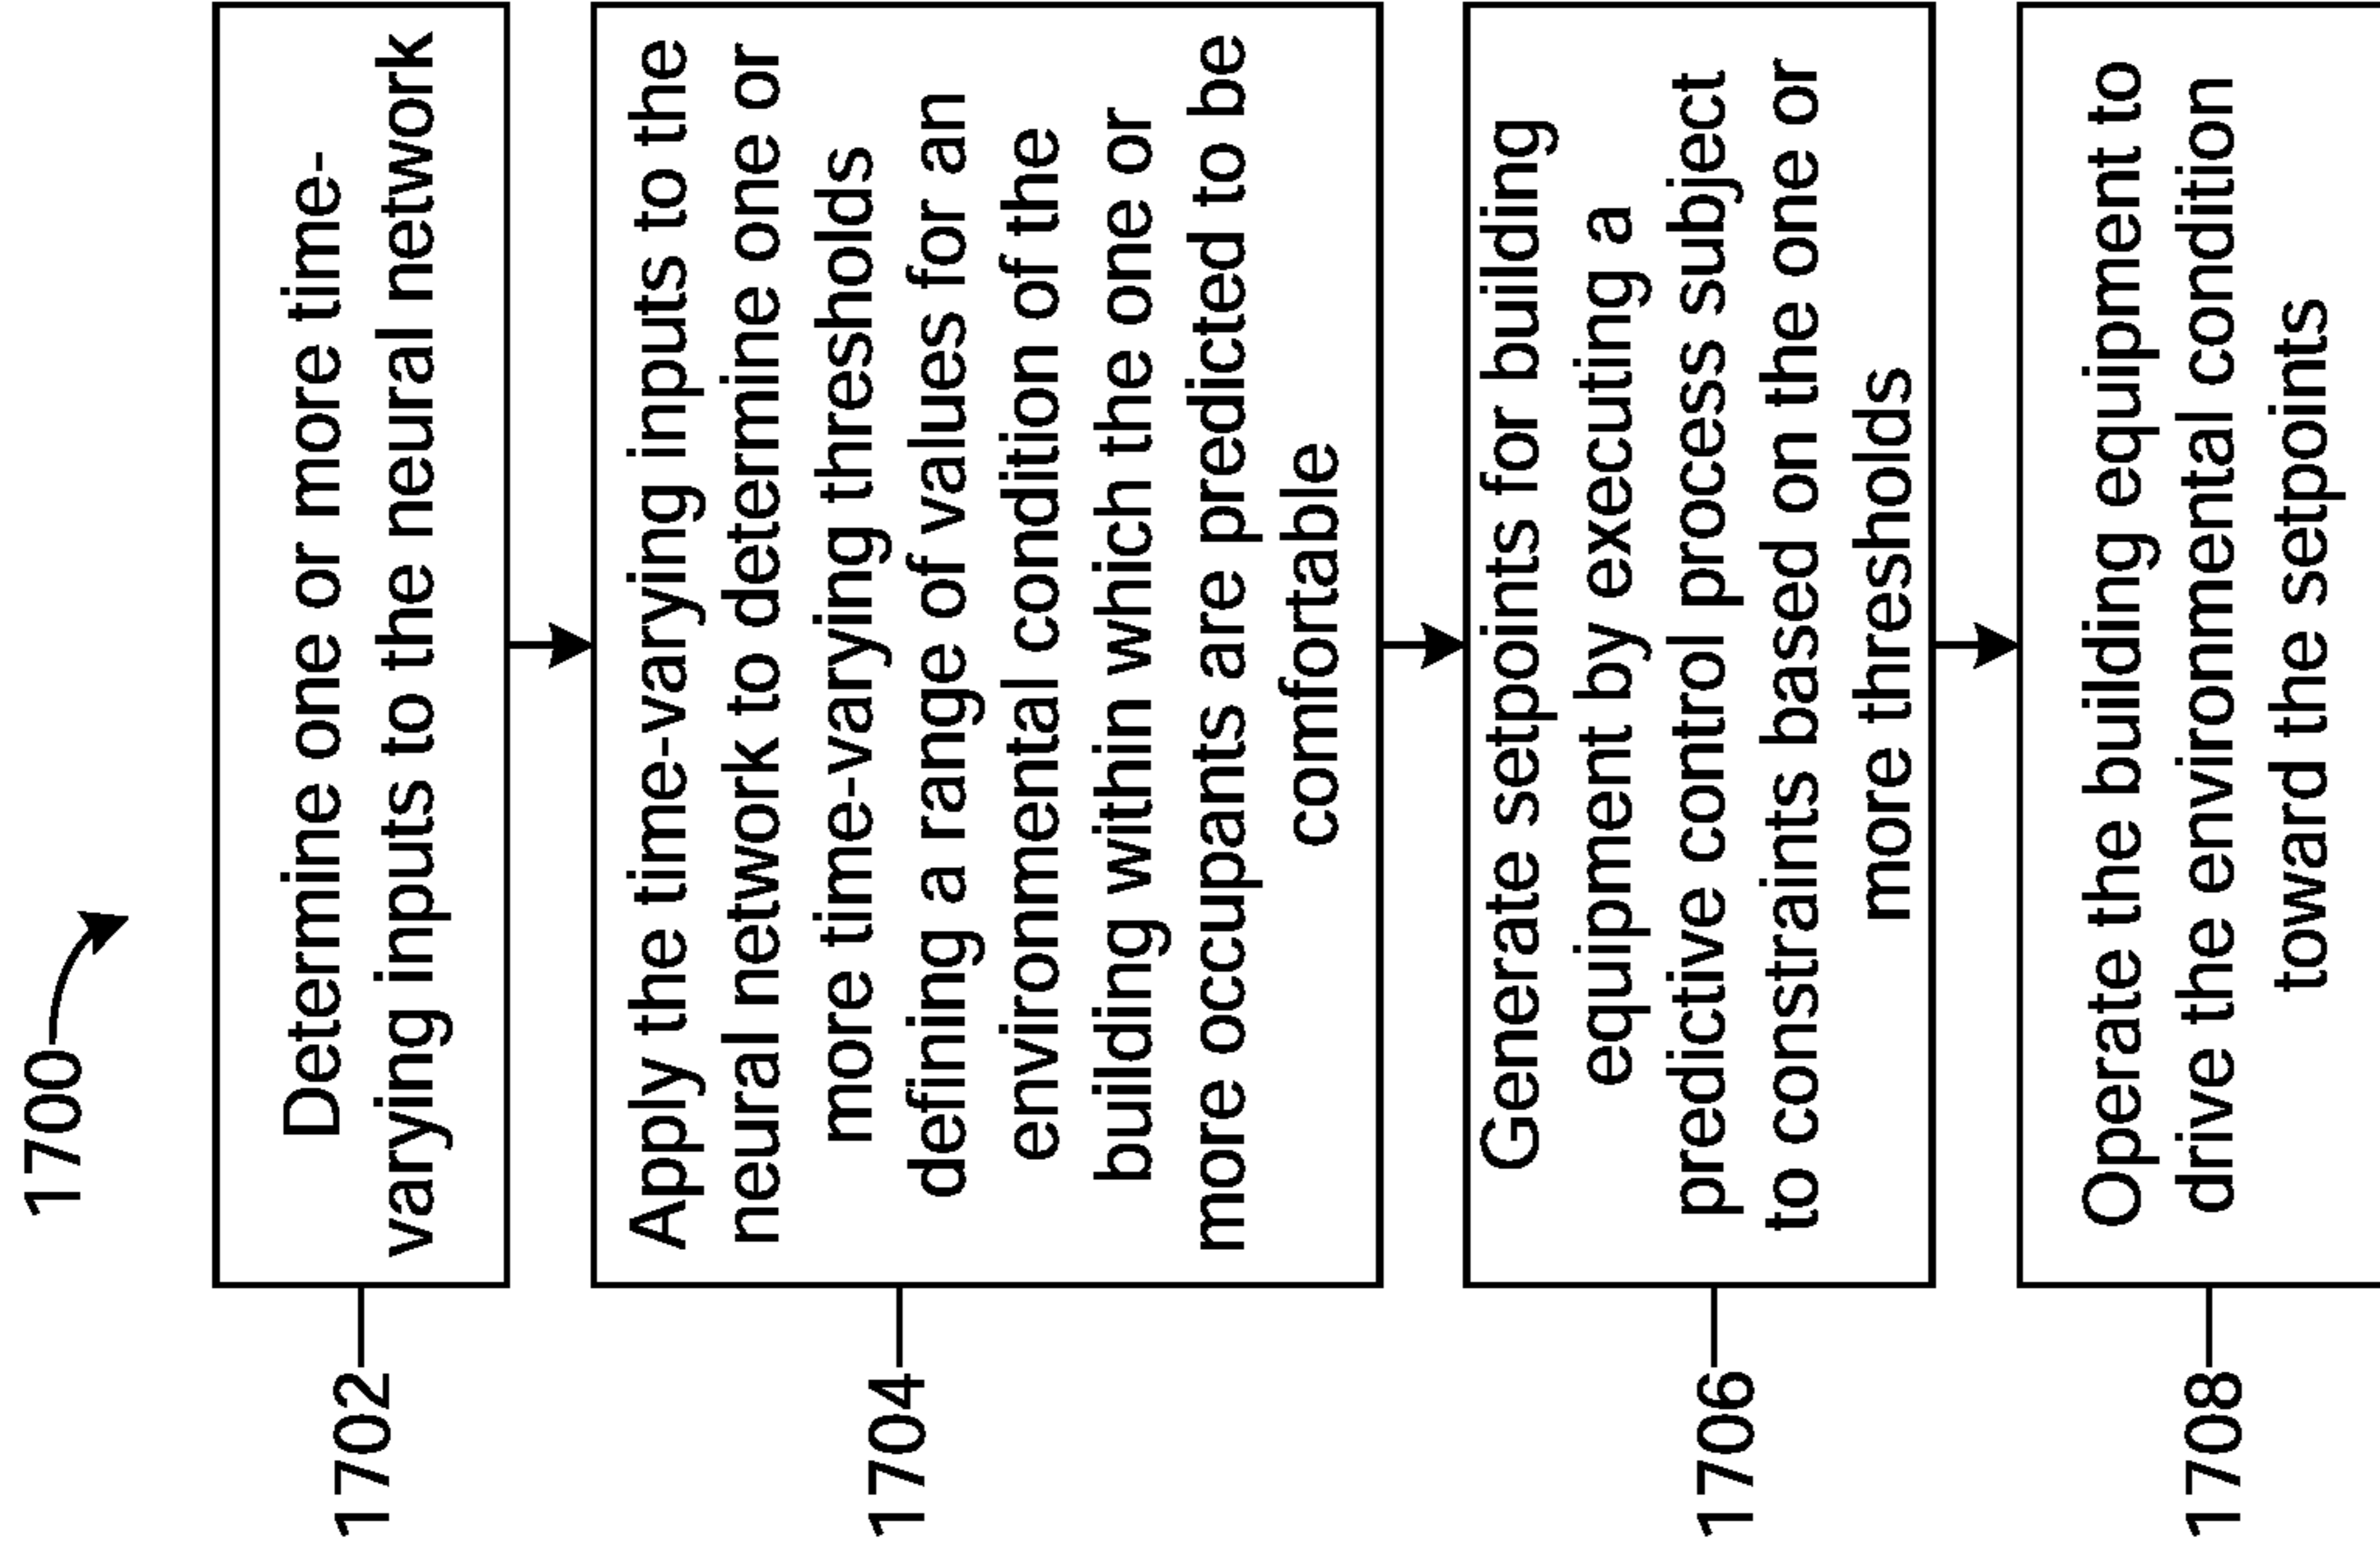 1700
1702
Determine one or more time-
varying inputs to the neural network
1704
Apply the time-varying inputs to the
neural network to determine one or
more time-varying thresholds
defining a range of values for an
environmental condition of the
building within which the one or
more occupants are predicted to be
comfortable
1706
Generate setpoints for building
equipment by executing a
predictive control process subject
to constraints based on the one or
more thresholds
1708
Operate the building equipment to
drive the environmental condition
toward the setpoints